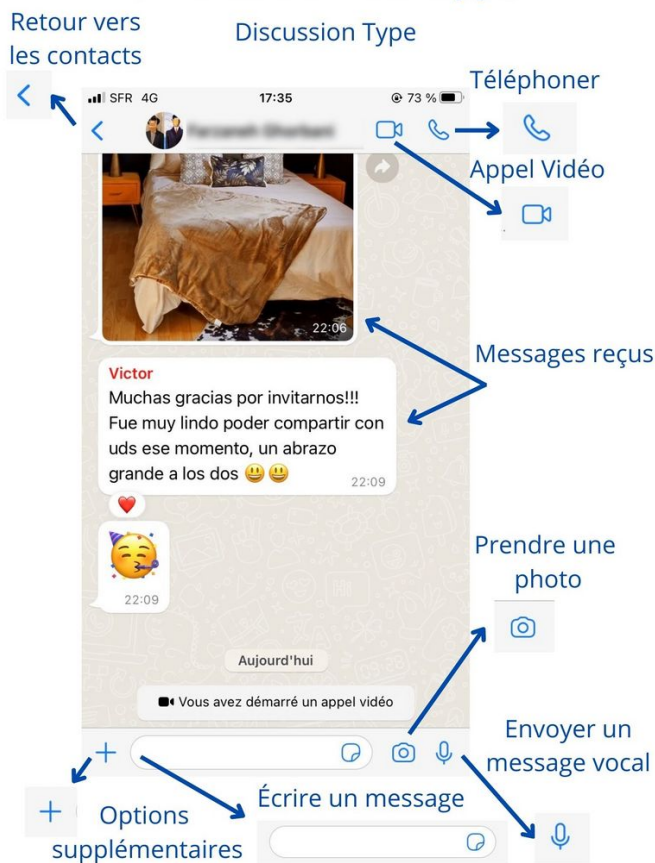 Retour vers
les contacts
Discussion Type
SFR 4G
17:35
73 %
Téléphoner
Appel Vidéo
22:06
Messages reçus
Victor
Muchas gracias por invitarnos!!!
Fue muy lindo poder compartir con
uds ese momento, un abrazo
grande a los dos 😃 😃
22:09
22:09
Prendre une
photo
Aujourd'hui
Vous avez démarré un appel vidéo
Envoyer un
message vocal
Écrire un message
Options
supplémentaires